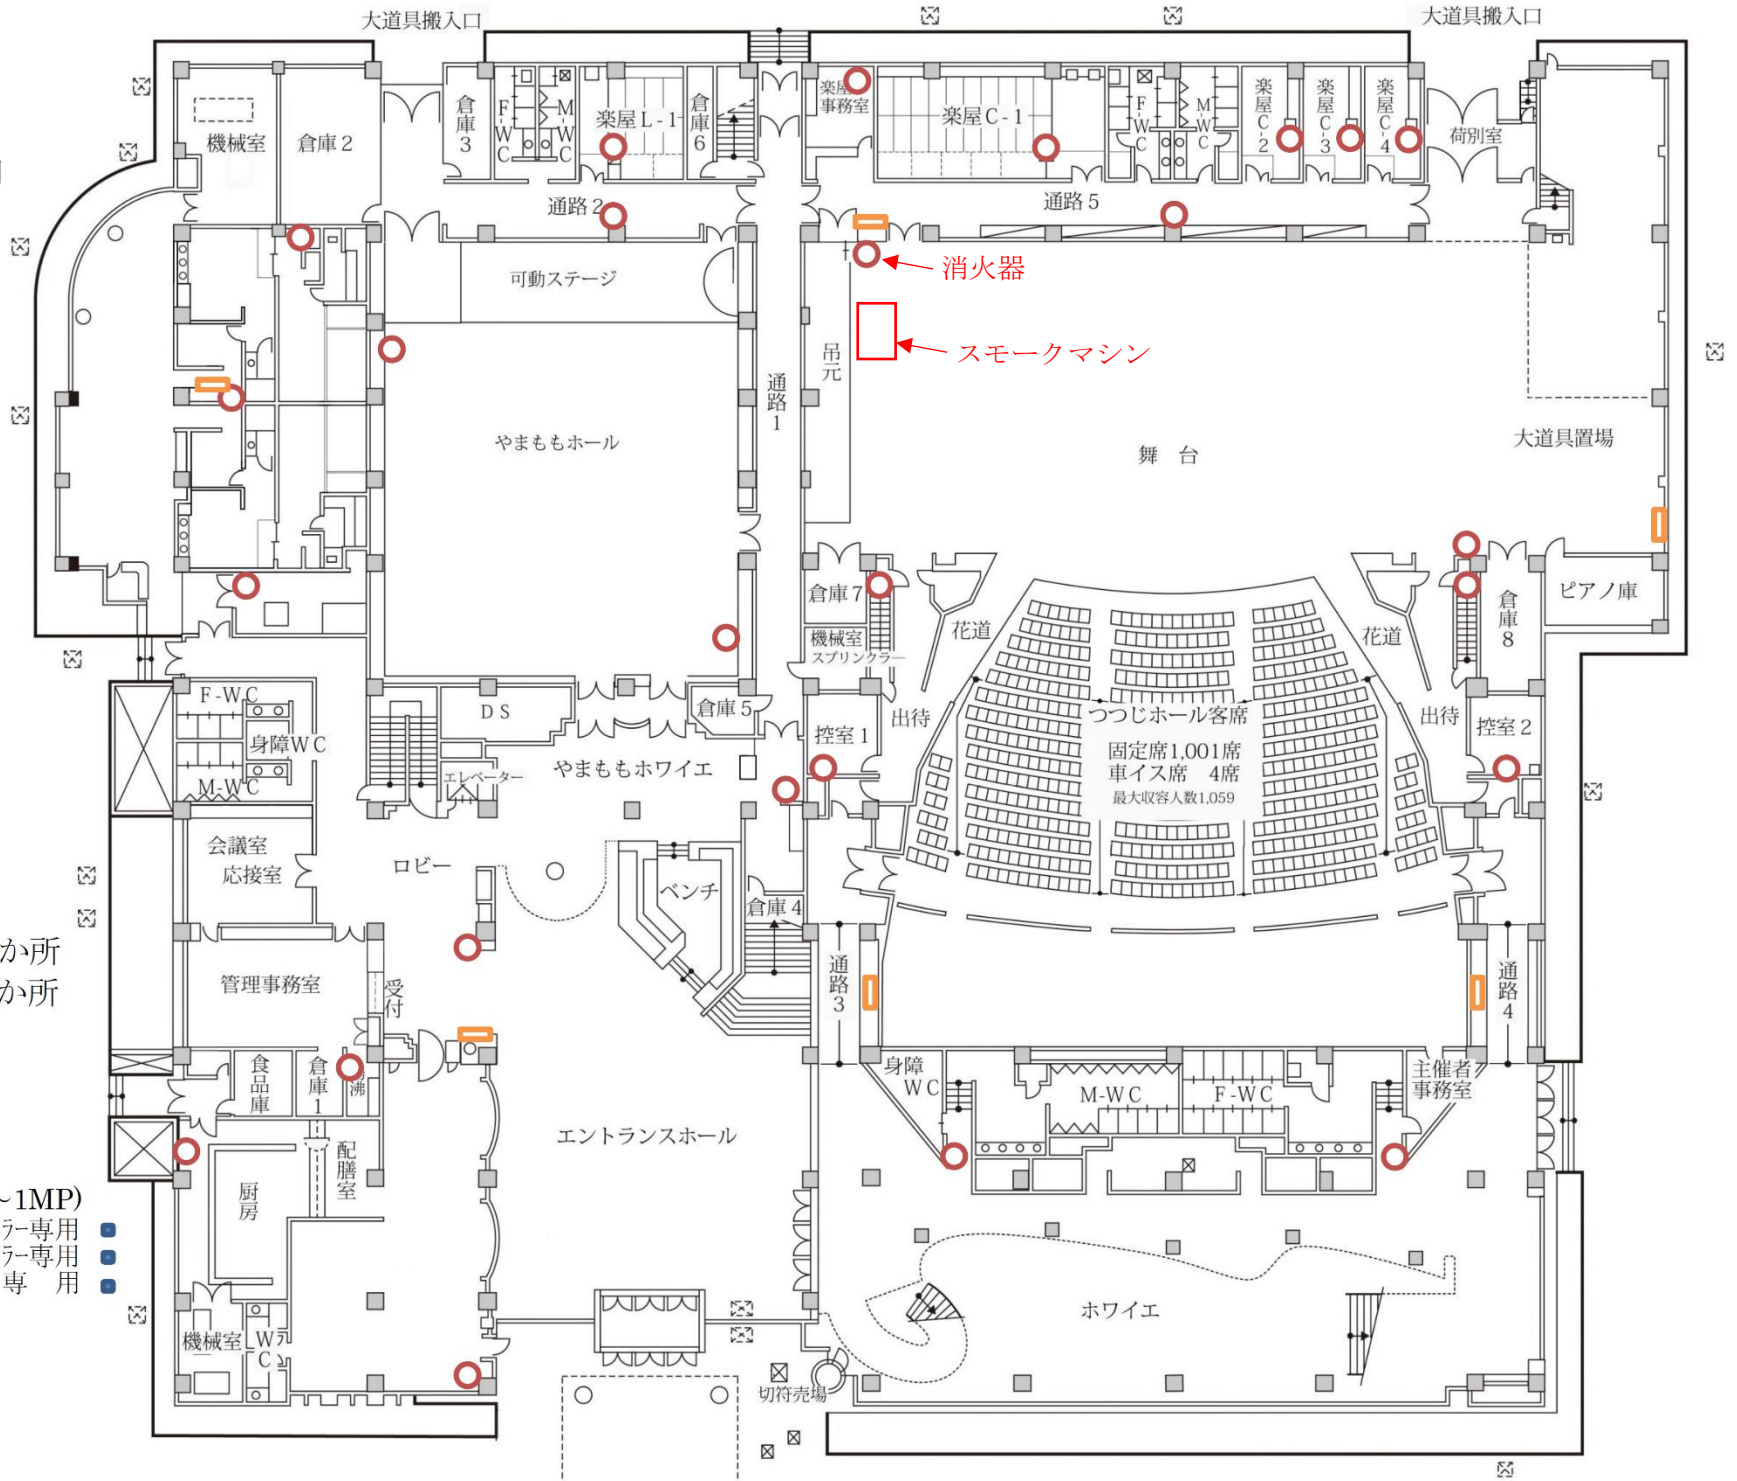 大道具搬入口
大道具搬入口
機械室
倉庫2
倉庫3
F-WC
M-WC
楽屋L-1
倉庫6
楽屋
事務室
楽屋C-1
F-WC
M-WC
楽屋C-2
楽屋C-3
楽屋C-4
荷別室
通路2
通路5
可動ステージ
消火器
スモークマシン
吊元
通路1
やまももホール
舞台
大道具置場
倉庫7
機械室
スプリンクラー
花道
花道
倉庫8
ピアノ庫
F-WC
身障WC
M-WC
DS
倉庫5
エレベーター
やまももホワイエ
控室1
出待
つつじホール客席
固定席1,001席
車イス席 4席
最大収容人数1,059
出待
控室2
会議室
応接室
ロビー
ベンチ
倉庫4
か所
か所
管理事務室
受付
通路3
通路4
食品庫
倉庫1
沸
身障
WC
M-WC
F-WC
主催者
事務室
エントランスホール
配膳室
厨房
~1MP)
ラー専用
ラー専用
専 用
機械室
WC
ホワイエ
切符売場